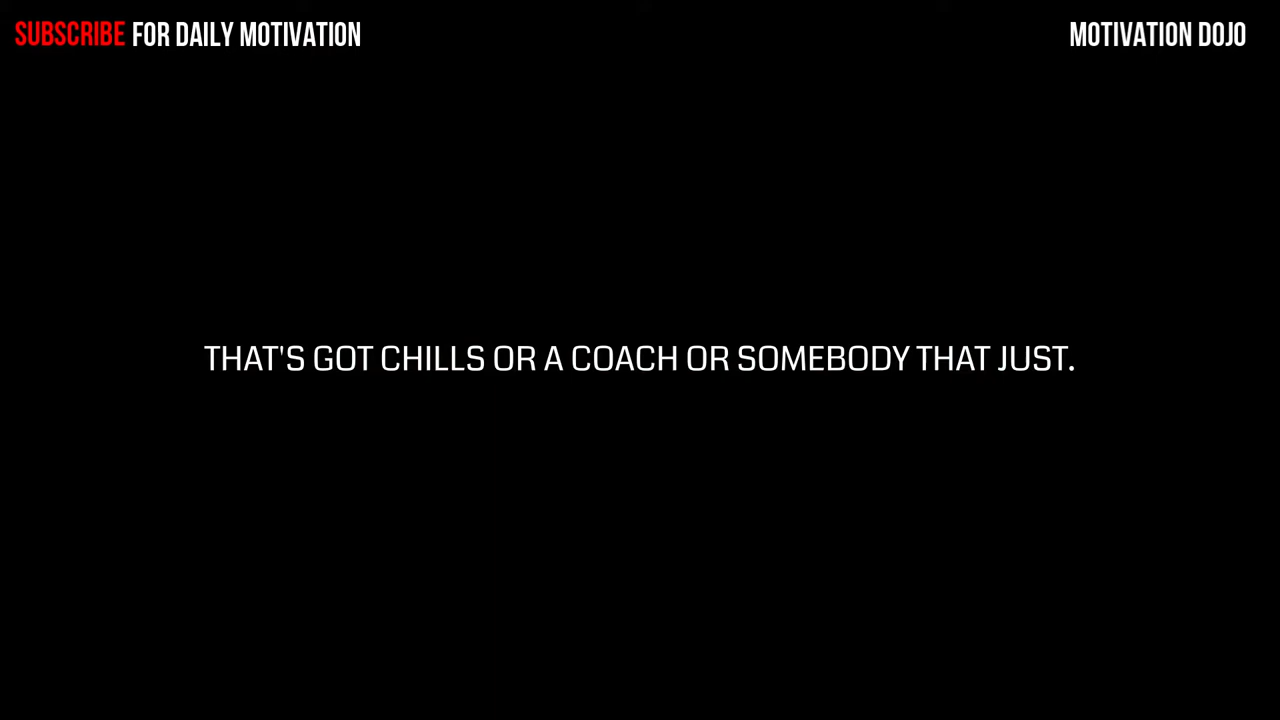 SUBSCRIBE FOR DAILY MOTIVATION
MOTIVATION DOJO
THAT'S GOT CHILLS OR A COACH OR SOMEBODY THAT JUST.